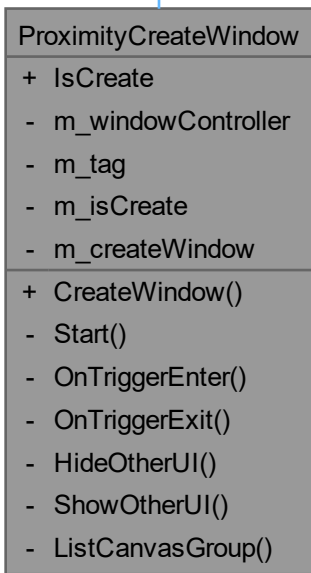 ProximityCreateWindow
+ IsCreate
- m_windowController
- m_tag
- m_isCreate
- m_createWindow
+ CreateWindow()
- Start()
- OnTriggerEnter()
- OnTriggerExit()
- HideOtherUI()
- ShowOtherUI()
- ListCanvasGroup()